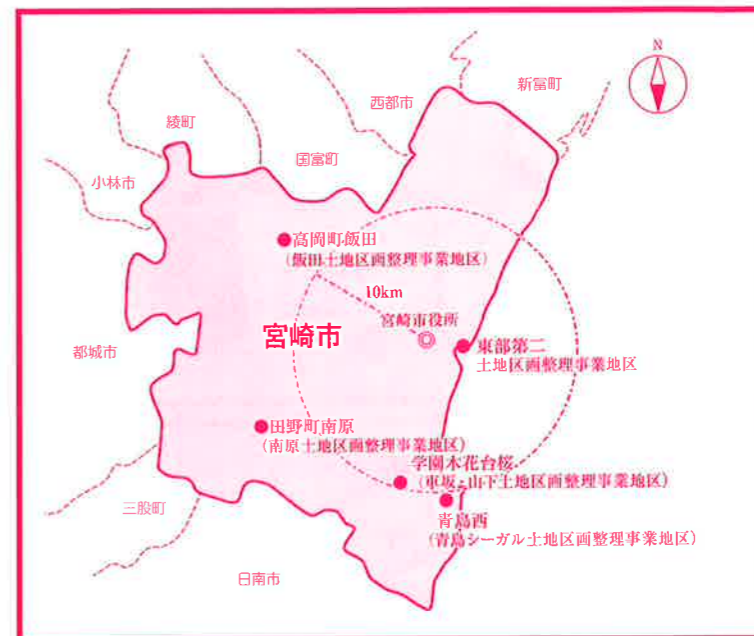 N
新富町
西都市
綾町
国富町
小林市
高岡町飯田
(飯田土地区画整理事業地区)
10km
宮崎市役所
宮崎市
都城市
東部第二
土地区画整理事業地区
田野町南原
(南原土地区画整理事業地区)
学園木花台桜
(車坂・山下土地区画整理事業地区)
青島西
(青島シーガル土地区画整理事業地区)
三股町
日南市